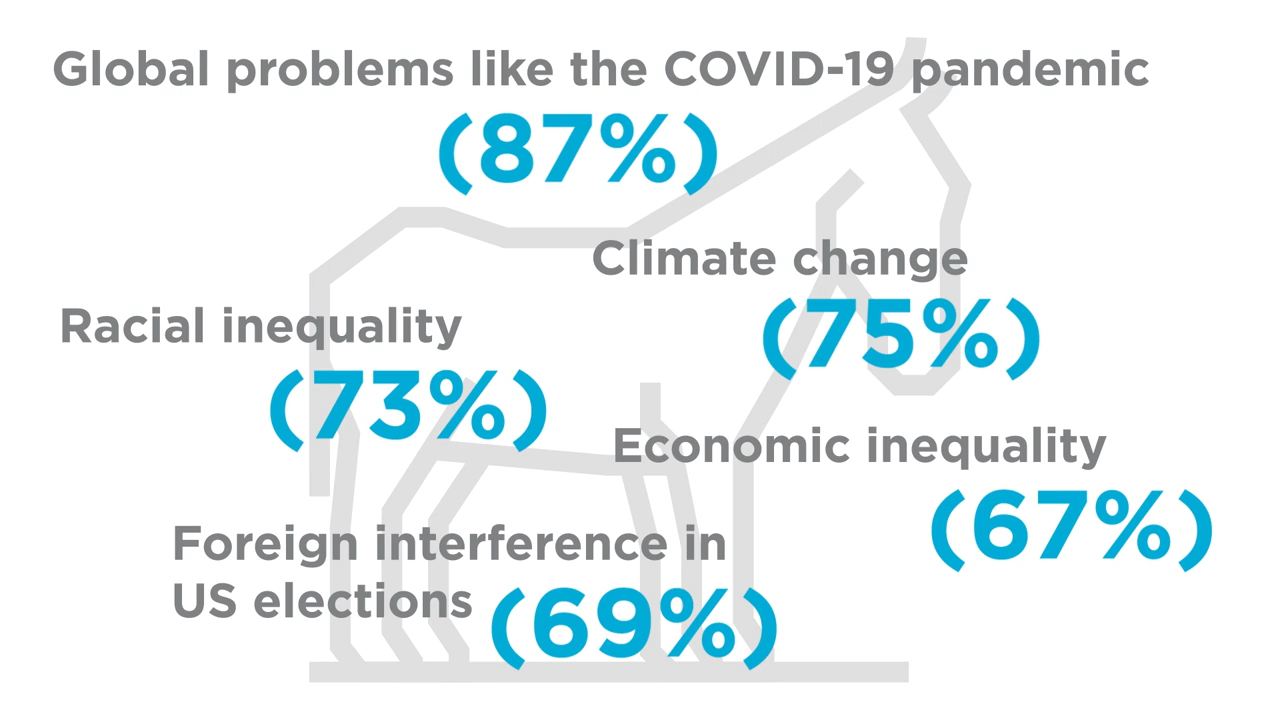 Global problems like the COVID-19 pandemic
(87%)
Climate change
(75%)
Racial inequality
(73%)
Economic inequality
(67%)
Foreign interference in
US elections (69%)